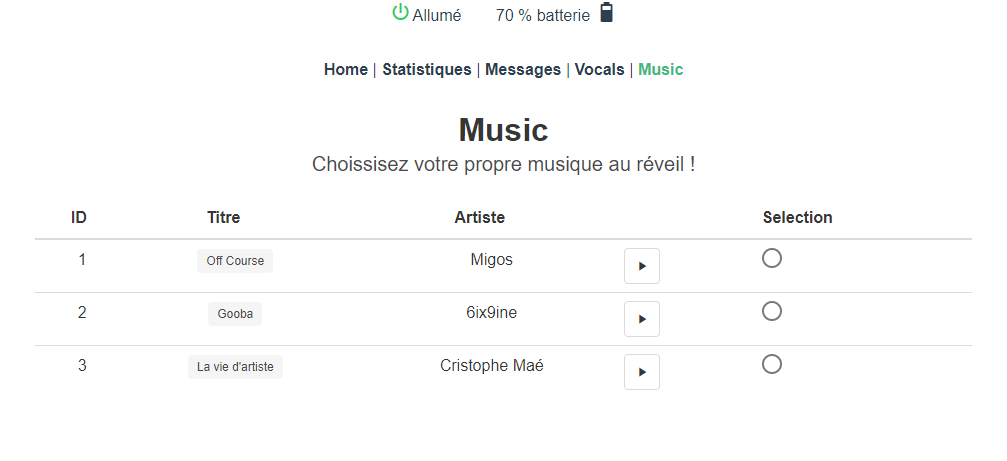 Allumé 70 % batterie
Home | Statistiques | Messages | Vocals | Music
Music
Choissisez votre propre musique au réveil !
ID Titre Artiste Selection
1 Off Course Migos
2 Gooba 6ix9ine
3 La vie d'artiste Cristophe Maé